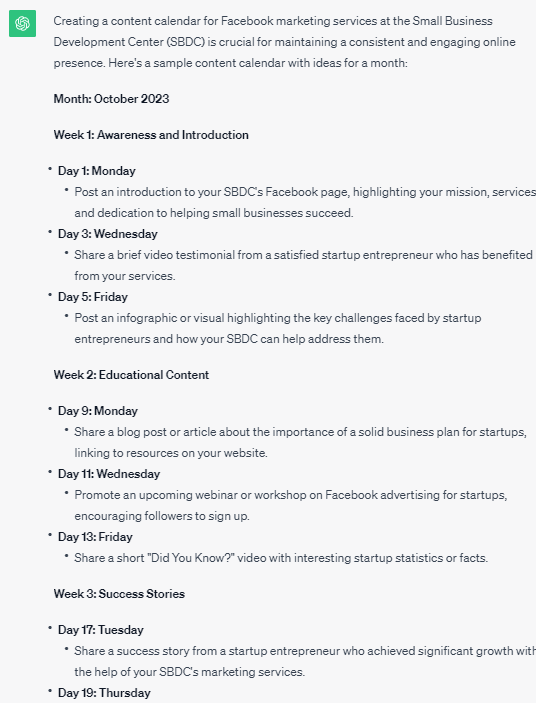 Creating a content calendar for Facebook marketing services at the Small Business
Development Center (SBDC) is crucial for maintaining a consistent and engaging online
presence. Here's a sample content calendar with ideas for a month:
Month: October 2023
Week 1: Awareness and Introduction
• Day 1: Monday
• Post an introduction to your SBDC's Facebook page, highlighting your mission, services
and dedication to helping small businesses succeed.
• Day 3: Wednesday
• Share a brief video testimonial from a satisfied startup entrepreneur who has benefited
from your services.
• Day 5: Friday
• Post an infographic or visual highlighting the key challenges faced by startup
entrepreneurs and how your SBDC can help address them.
Week 2: Educational Content
• Day 9: Monday
• Share a blog post or article about the importance of a solid business plan for startups,
linking to resources on your website.
• Day 11: Wednesday
• Promote an upcoming webinar or workshop on Facebook advertising for startups,
encouraging followers to sign up.
• Day 13: Friday
• Share a short "Did You Know?" video with interesting startup statistics or facts.
Week 3: Success Stories
• Day 17: Tuesday
• Share a success story from a startup entrepreneur who achieved significant growth with
the help of your SBDC's marketing services.
• Day 19: Thursday